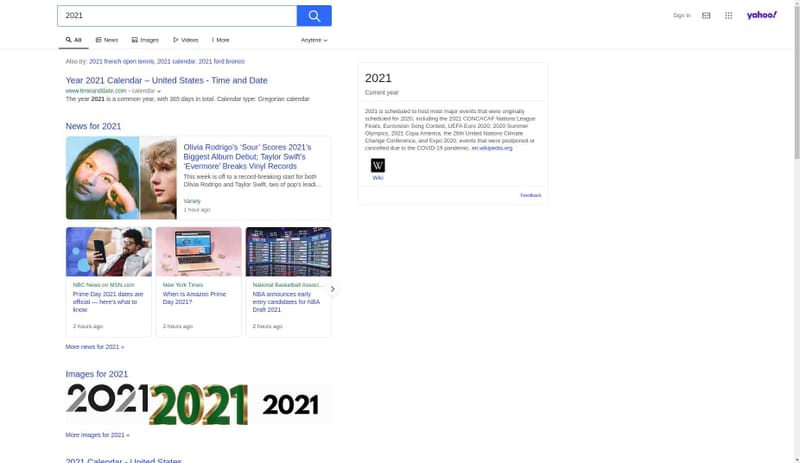 2021
Sign in
yahoo!
All
News
Images
Videos
More
Anytime
Also try: 2021 french open tennis, 2021 calendar, 2021 ford bronco
Year 2021 Calendar – United States - Time and Date
www.timeanddate.com › calendar
The year 2021 is a common year, with 365 days in total. Calendar type: Gregorian calendar
News for 2021
Olivia Rodrigo's 'Sour' Scores 2021's
Biggest Album Debut; Taylor Swift's
'Evermore' Breaks Vinyl Records
This week is off to a record-breaking start for both
Olivia Rodrigo and Taylor Swift, two of pop's leadi...
Variety
1 hour ago
NBC News on MSN.com
Prime Day 2021 dates are
official — here's what to
know
2 hours ago
New York Times
When Is Amazon Prime
Day 2021?
2 hours ago
National Basketball Associ...
NBA announces early
entry candidates for NBA
Draft 2021
2 hours ago
More news for 2021 »
Images for 2021
2021
2021
2021
More images for 2021 »
2021 Calendar - United States
2021
Current year
2021 is scheduled to host most major events that were originally
scheduled for 2020, including the 2021 CONCACAF Nations League
Finals, Eurovision Song Contest, UEFA Euro 2020, 2020 Summer
Olympics, 2021 Copa América, the 26th United Nations Climate
Change Conference, and Expo 2020, events that were postponed or
cancelled due to the COVID-19 pandemic. en.wikipedia.org
W
Wiki
Feedback